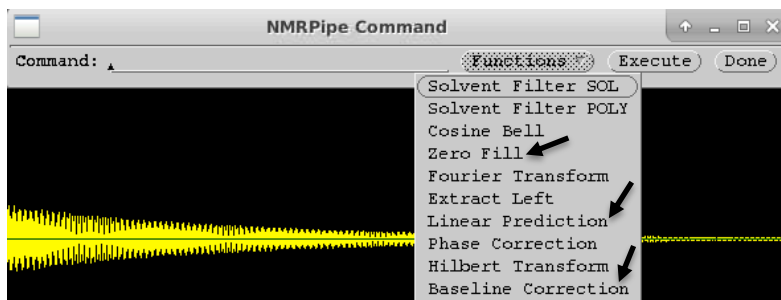 NMRPipe Command
Command: Functions Execute Done
Solvent Filter SOL
Solvent Filter POLY
Cosine Bell
Zero Fill
Fourier Transform
Extract Left
Linear Prediction
Phase Correction
Hilbert Transform
Baseline Correction